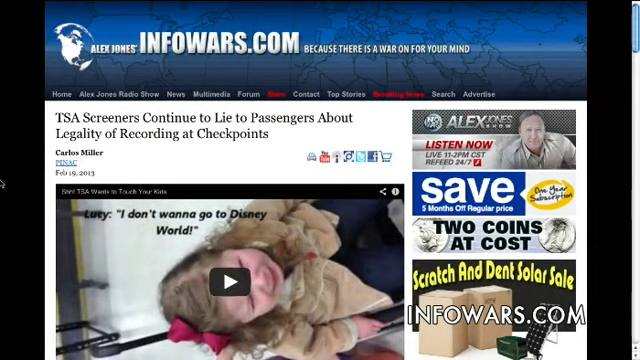 ALEX JONES' INFOWARS.COM BECAUSE THERE IS A WAR ON FOR YOUR MIND
Home Alex Jones Radio Show News Multimedia Forum Store Contact Top Stories Breaking News Search Advertise
TSA Screeners Continue to Lie to Passengers About
Legality of Recording at Checkpoints
Carlos Miller
PINAC
Feb 19, 2013
Shh! TSA Wants to Touch Your Kids
Lucy: "I don't wanna go to Disney
World!"
ALEXJONES
SHOW
LISTEN NOW
LIVE 11-2PM CST
REFEED 24/7
save
5 Months Off Regular price
One Year
Subscription
TWO COINS
AT COST
Scratch And Dent Solar Sale
INFOWARS.COM